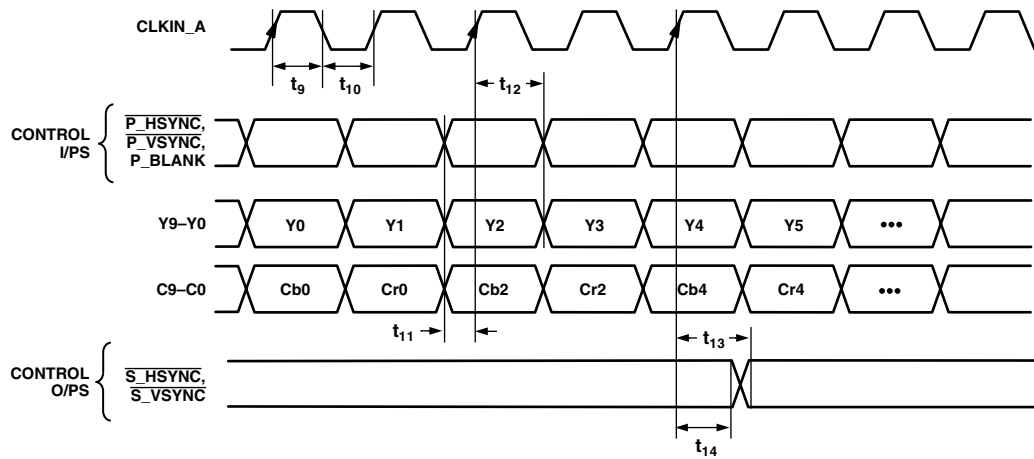 CLKIN_A
t9
t10
t12
CONTROL
I/PS
P_HSYNC,
P_VSYNC,
P_BLANK
Y9–Y0
Y0
Y1
Y2
Y3
Y4
Y5
•••
C9–C0
Cb0
Cr0
Cb2
Cr2
Cb4
Cr4
•••
t11
t13
CONTROL
O/PS
S_HSYNC,
S_VSYNC
t14